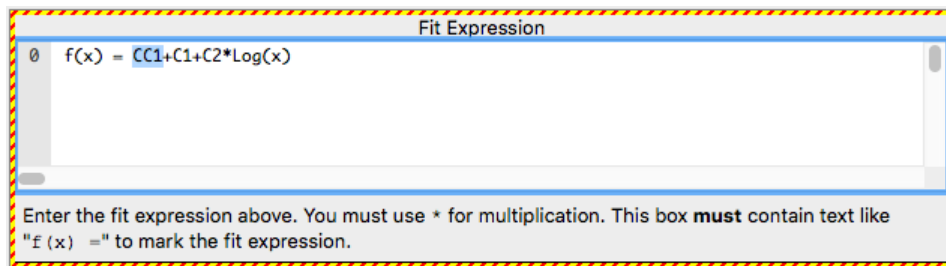 Fit Expression
0 f(x) = CC1+C1+C2*Log(x)
Enter the fit expression above. You must use * for multiplication. This box must contain text like
"f(x) =" to mark the fit expression.